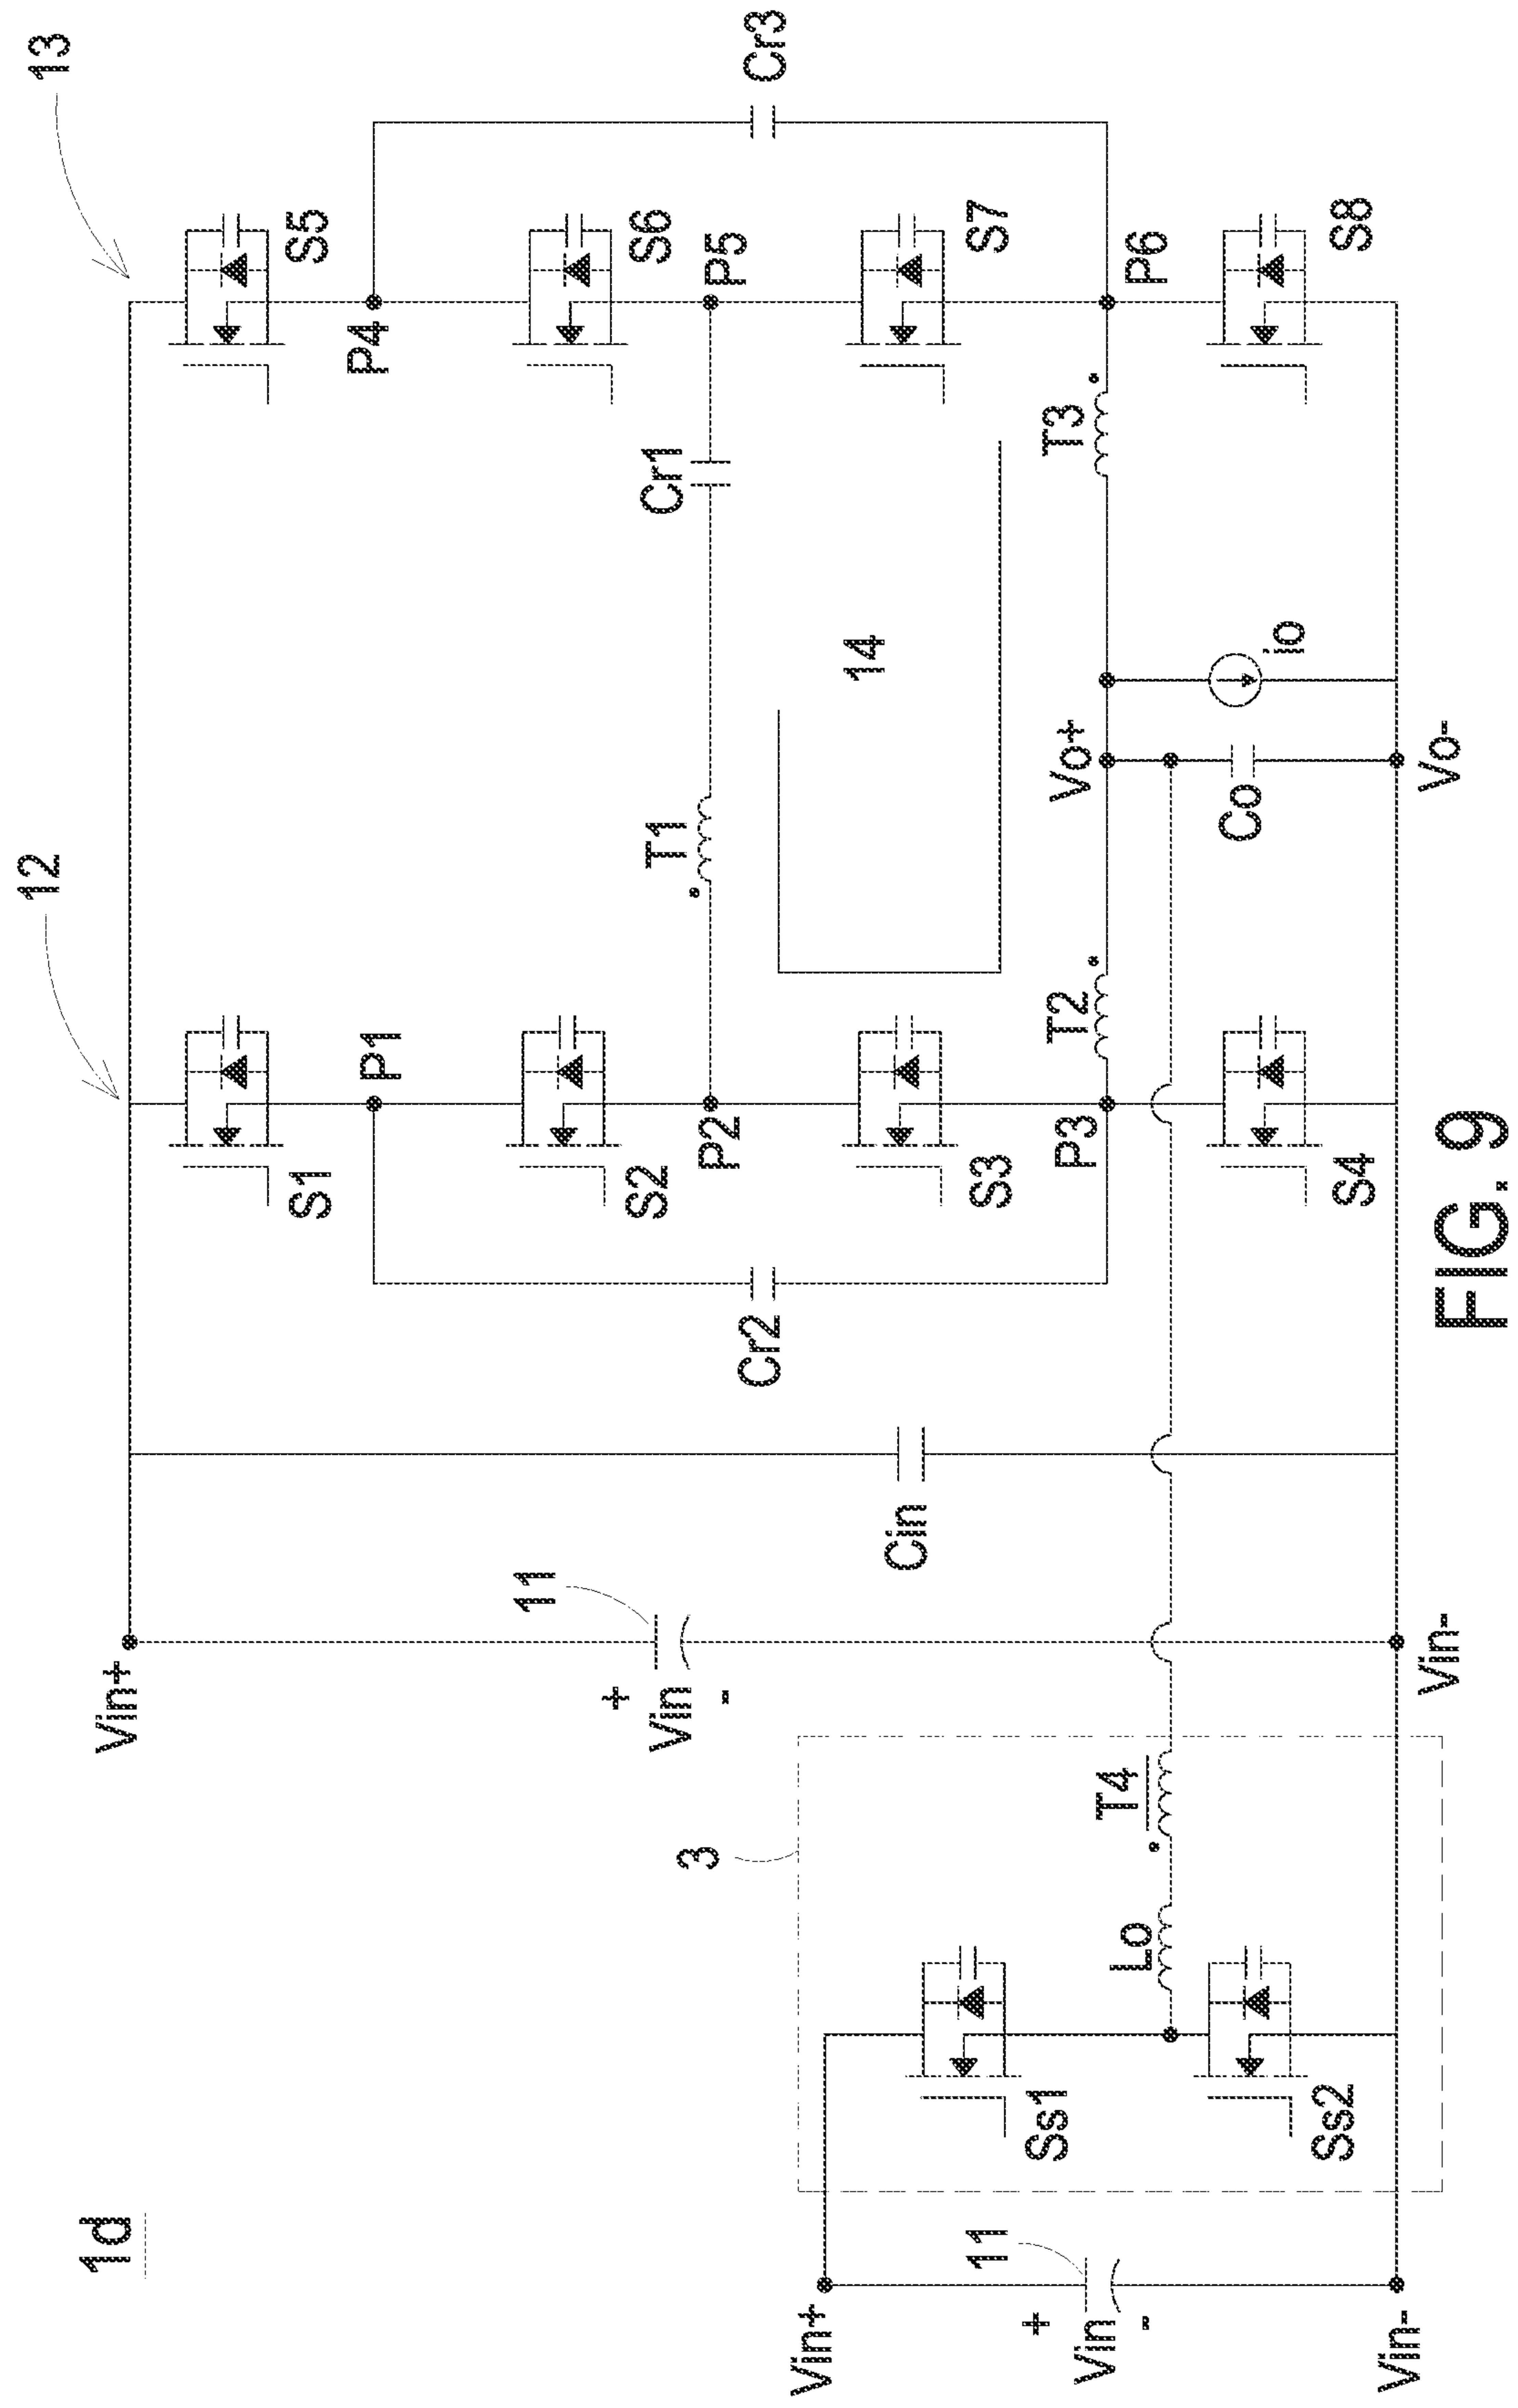 1d
12
13
Vin+
S1
S5
P1
P4
11
+
Vin
-
S2
S6
T1
Cr1
P2
P5
Cr2
Cr3
3
14
Cin
S3
S7
Vin+
Ss1
Lo
T4
P3
T2
Vo+
T3
P6
11
+
Vin
-
Co
io
Ss2
S4
S8
Vin-
Vin-
Vo-
FIG. 9